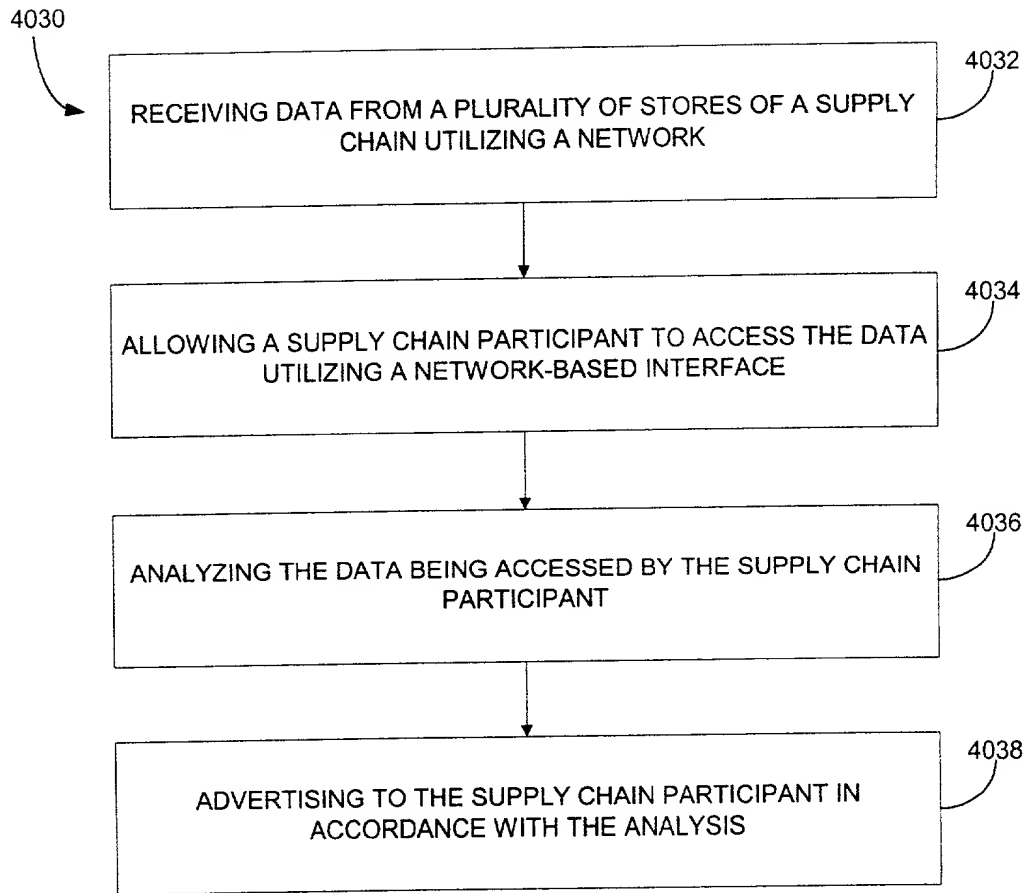 4030
4032
RECEIVING DATA FROM A PLURALITY OF STORES OF A SUPPLY
CHAIN UTILIZING A NETWORK
4034
ALLOWING A SUPPLY CHAIN PARTICIPANT TO ACCESS THE DATA
UTILIZING A NETWORK-BASED INTERFACE
4036
ANALYZING THE DATA BEING ACCESSED BY THE SUPPLY CHAIN
PARTICIPANT
4038
ADVERTISING TO THE SUPPLY CHAIN PARTICIPANT IN
ACCORDANCE WITH THE ANALYSIS